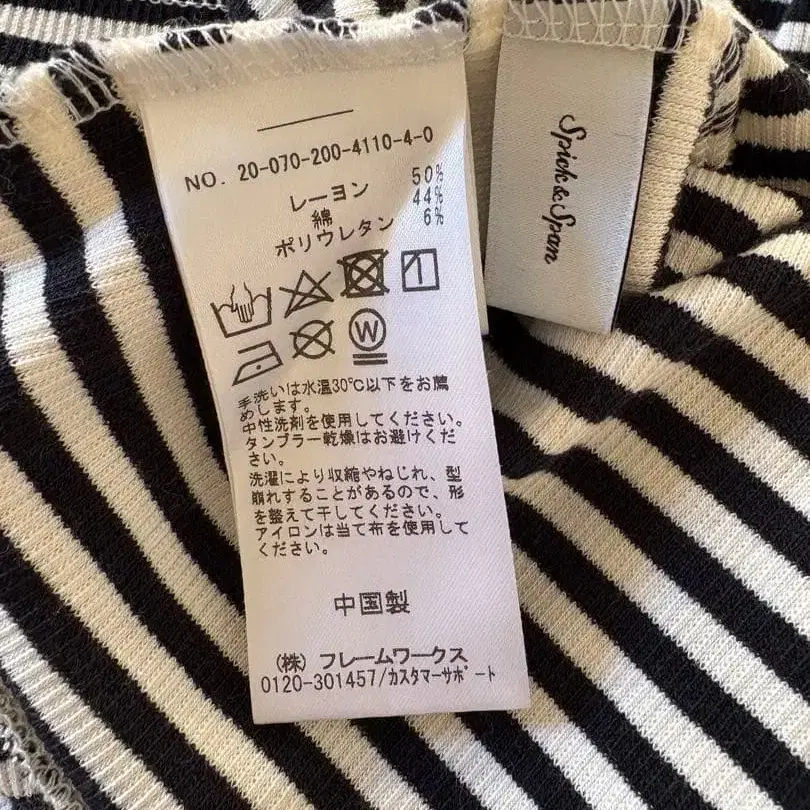 NO. 20-070-200-4110-4-0
レーヨン 50%
綿 44%
ポリウレタン 6%
W
手洗いは水温30℃以下をお薦
めします。
中性洗剤を使用してください。
タンブラー乾燥はお避けくだ
さい。
洗濯により収縮やねじれ、型
崩れすることがあるので、形
を整えて干してください。
アイロンは当て布を使用して
ください。
中国製
(株) フレームワークス
0120-301457/カスタマーサポート
Spick&Span